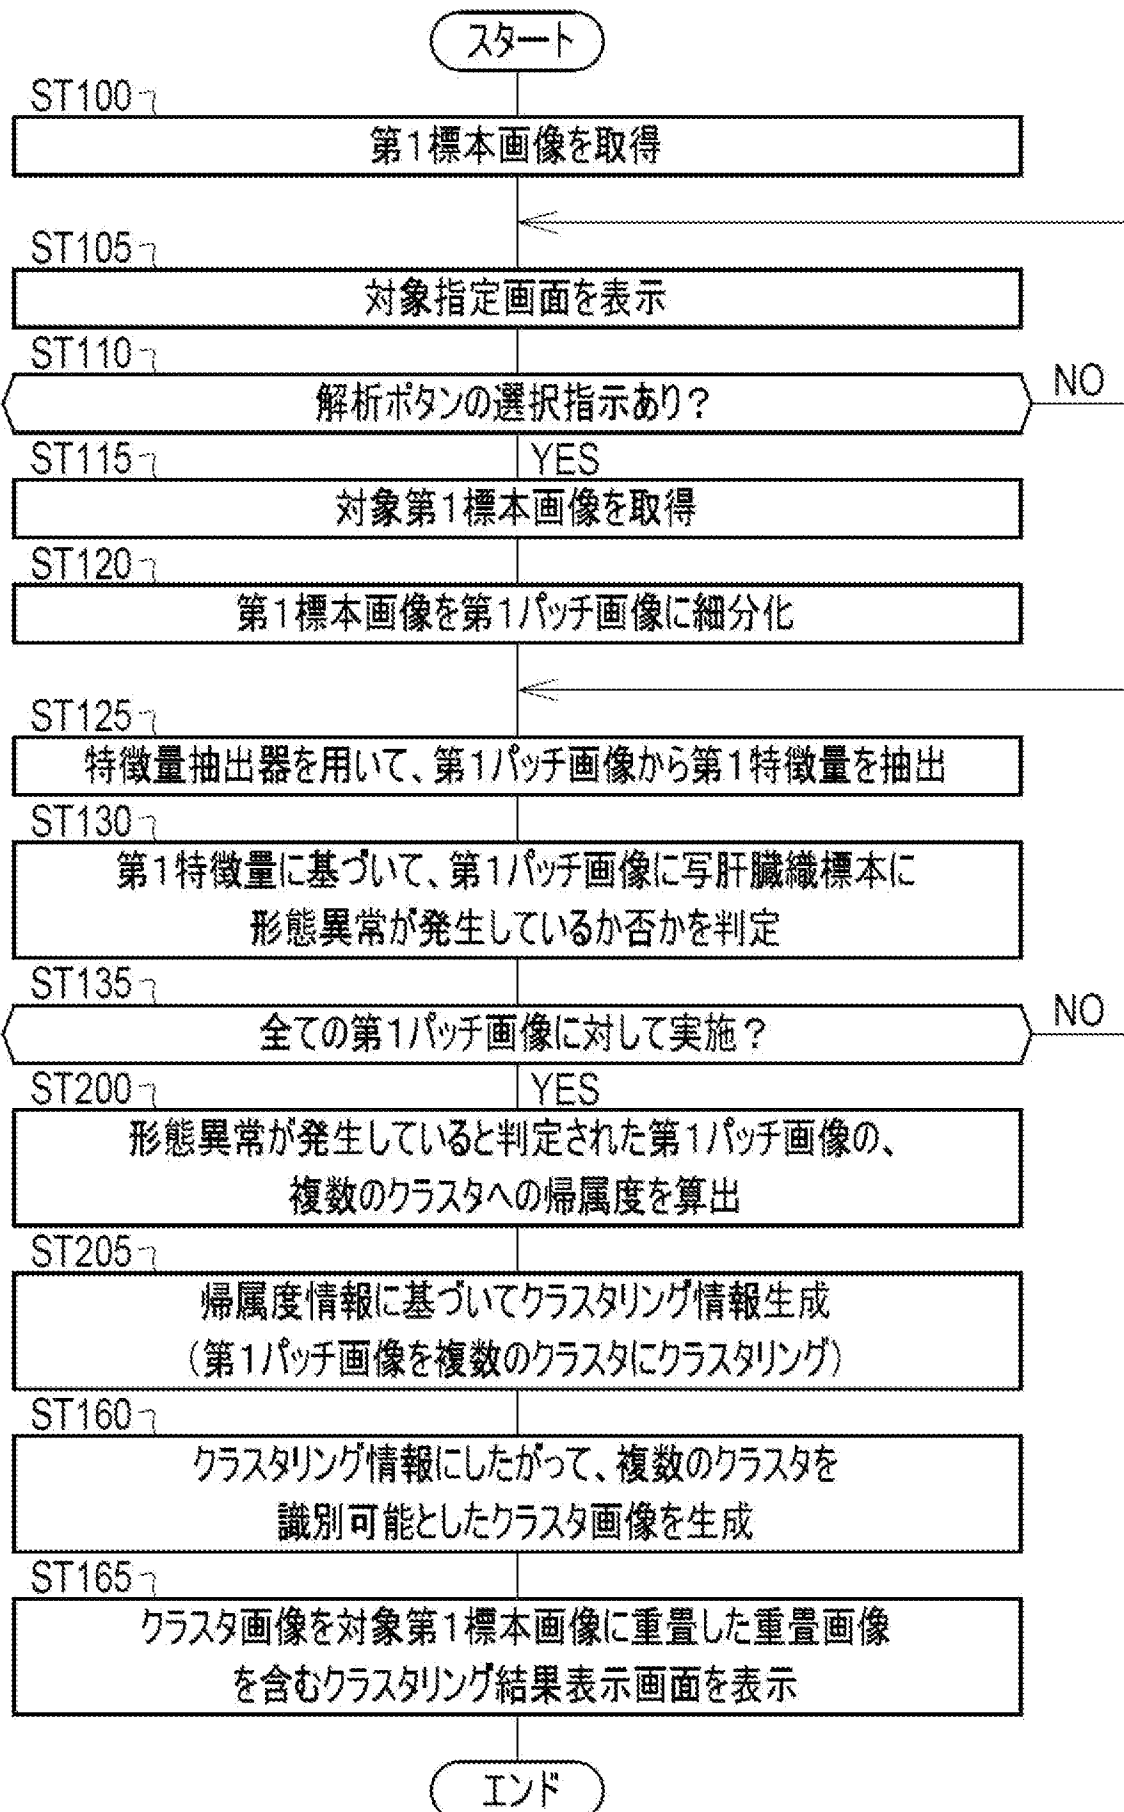 スタート
ST100
第1標本画像を取得
ST105
対象指定画面を表示
ST110
解析ボタンの選択指示あり?
NO
YES
ST115
対象第1標本画像を取得
ST120
第1標本画像を第1パッチ画像に細分化
ST125
特徴量抽出器を用いて、第1パッチ画像から第1特徴量を抽出
ST130
第1特徴量に基づいて、第1パッチ画像に写肝臓織標本に
形態異常が発生しているか否かを判定
ST135
全ての第1パッチ画像に対して実施?
NO
YES
ST200
形態異常が発生していると判定された第1パッチ画像の、
複数のクラスタへの帰属度を算出
ST205
帰属度情報に基づいてクラスタリング情報生成
(第1パッチ画像を複数のクラスタにクラスタリング)
ST160
クラスタリング情報にしたがって、複数のクラスタを
識別可能としたクラスタ画像を生成
ST165
クラスタ画像を対象第1標本画像に重畳した重畳画像
を含むクラスタリング結果表示画面を表示
エンド